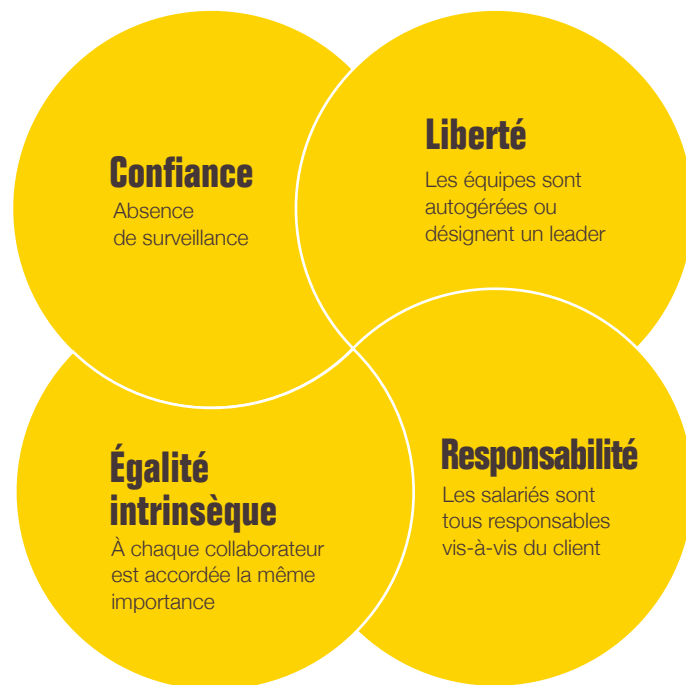 Confiance
Absence
de surveillance
Liberté
Les équipes sont
autogérées ou
désignent un leader
Égalité
intrinsèque
À chaque collaborateur
est accordée la même
importance
Responsabilité
Les salariés sont
tous responsables
vis-à-vis du client